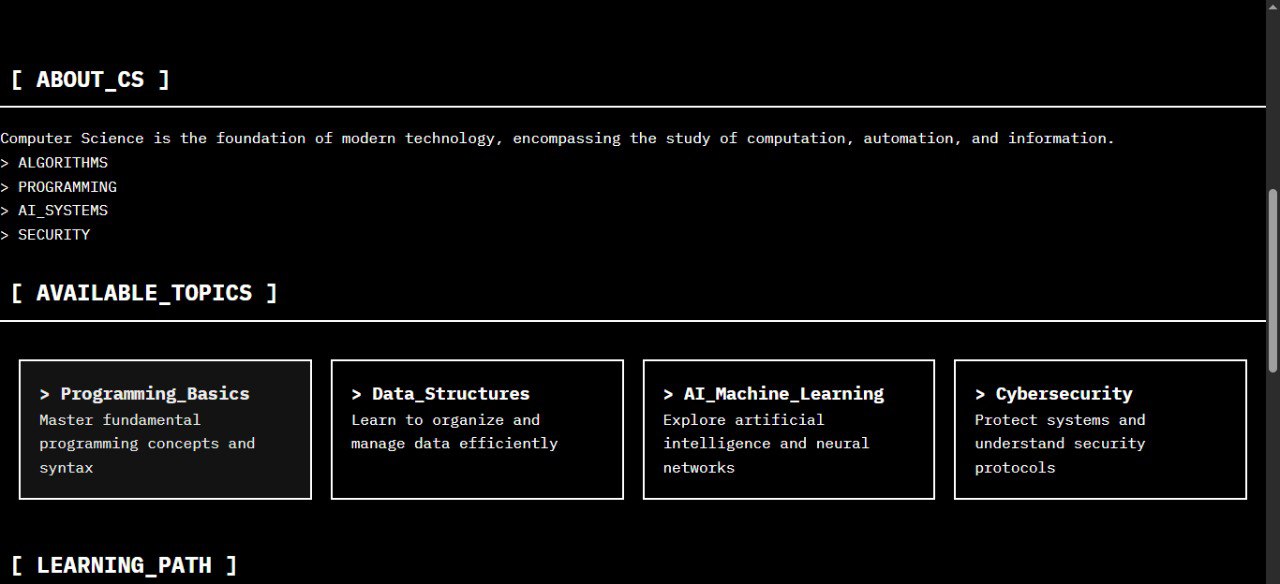 [ ABOUT_CS ]
Computer Science is the foundation of modern technology, encompassing the study of computation, automation, and information.
> ALGORITHMS
> PROGRAMMING
> AI_SYSTEMS
> SECURITY
[ AVAILABLE_TOPICS ]
> Programming_Basics
Master fundamental
programming concepts and
syntax
> Data_Structures
Learn to organize and
manage data efficiently
> AI_Machine_Learning
Explore artificial
intelligence and neural
networks
> Cybersecurity
Protect systems and
understand security
protocols
[ LEARNING_PATH ]